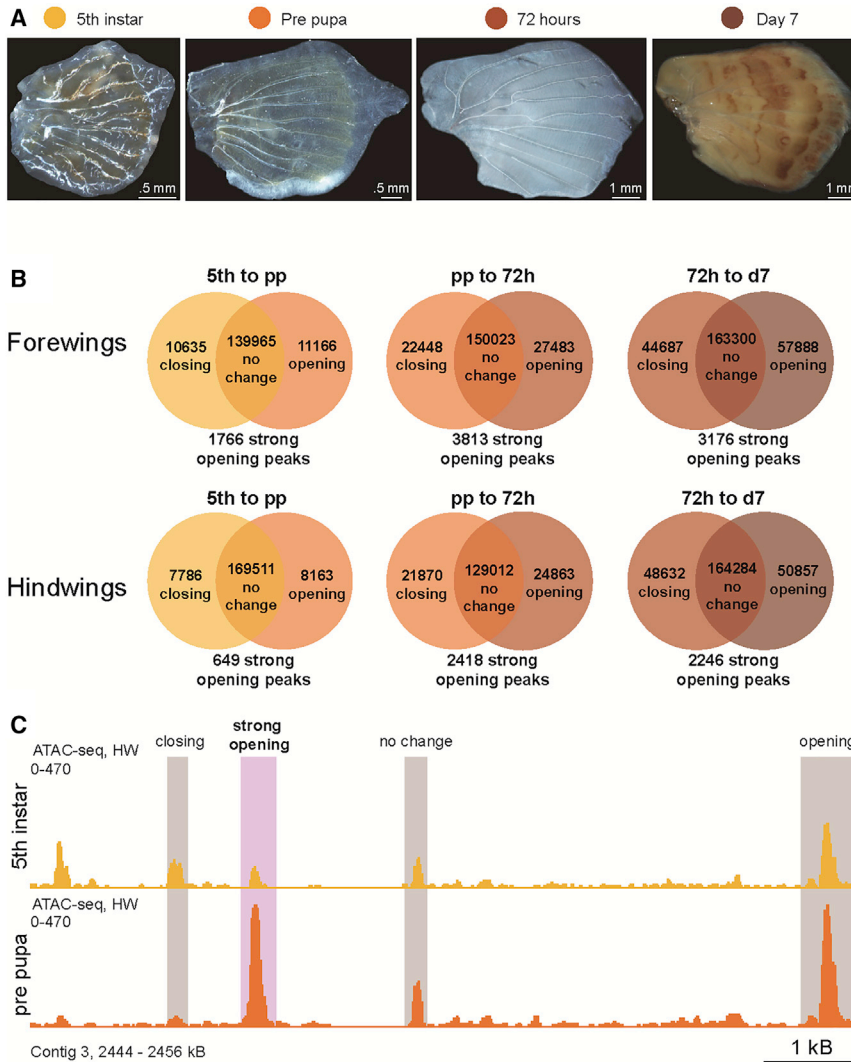 A
5th instar
Pre pupa
72 hours
Day 7
.5 mm
.5 mm
1 mm
1 mm
B
5th to pp
pp to 72h
72h to d7
Forewings
10635
closing
139965
no
change
11166
opening
22448
closing
150023
no
change
27483
opening
44687
closing
163300
no
change
57888
opening
1766 strong
opening peaks
3813 strong
opening peaks
3176 strong
opening peaks
5th to pp
pp to 72h
72h to d7
Hindwings
7786
closing
169511
no
change
8163
opening
21870
closing
129012
no
change
24863
opening
48632
closing
164284
no
change
50857
opening
649 strong
opening peaks
2418 strong
opening peaks
2246 strong
opening peaks
C
ATAC-seq, HW
0-470
closing
strong
opening
no change
opening
5th instar
ATAC-seq, HW
0-470
pre pupa
Contig 3, 2444 - 2456 kB
1 kB